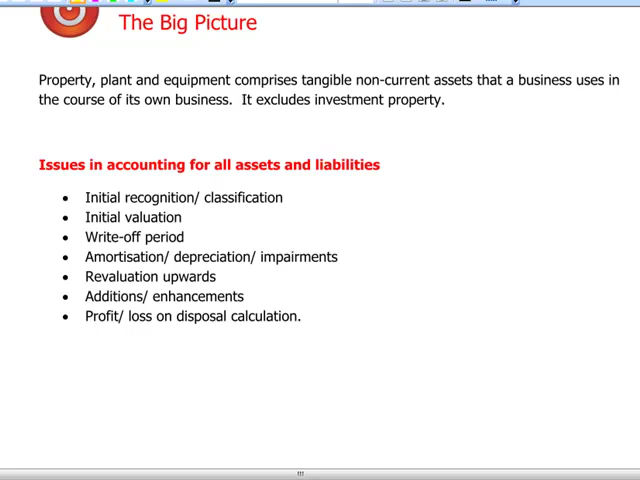 The Big Picture
Property, plant and equipment comprises tangible non-current assets that a business uses in
the course of its own business.  It excludes investment property.
Issues in accounting for all assets and liabilities
• Initial recognition/ classification
• Initial valuation
• Write-off period
• Amortisation/ depreciation/ impairments
• Revaluation upwards
• Additions/ enhancements
• Profit/ loss on disposal calculation.